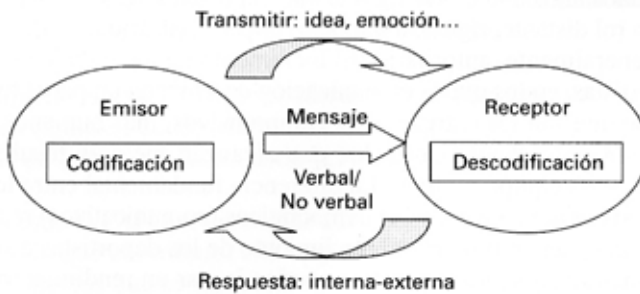 Transmitir: idea, emoción...
Emisor
Codificación
Mensaje
Verbal/
No verbal
Receptor
Descodificación
Respuesta: interna-externa